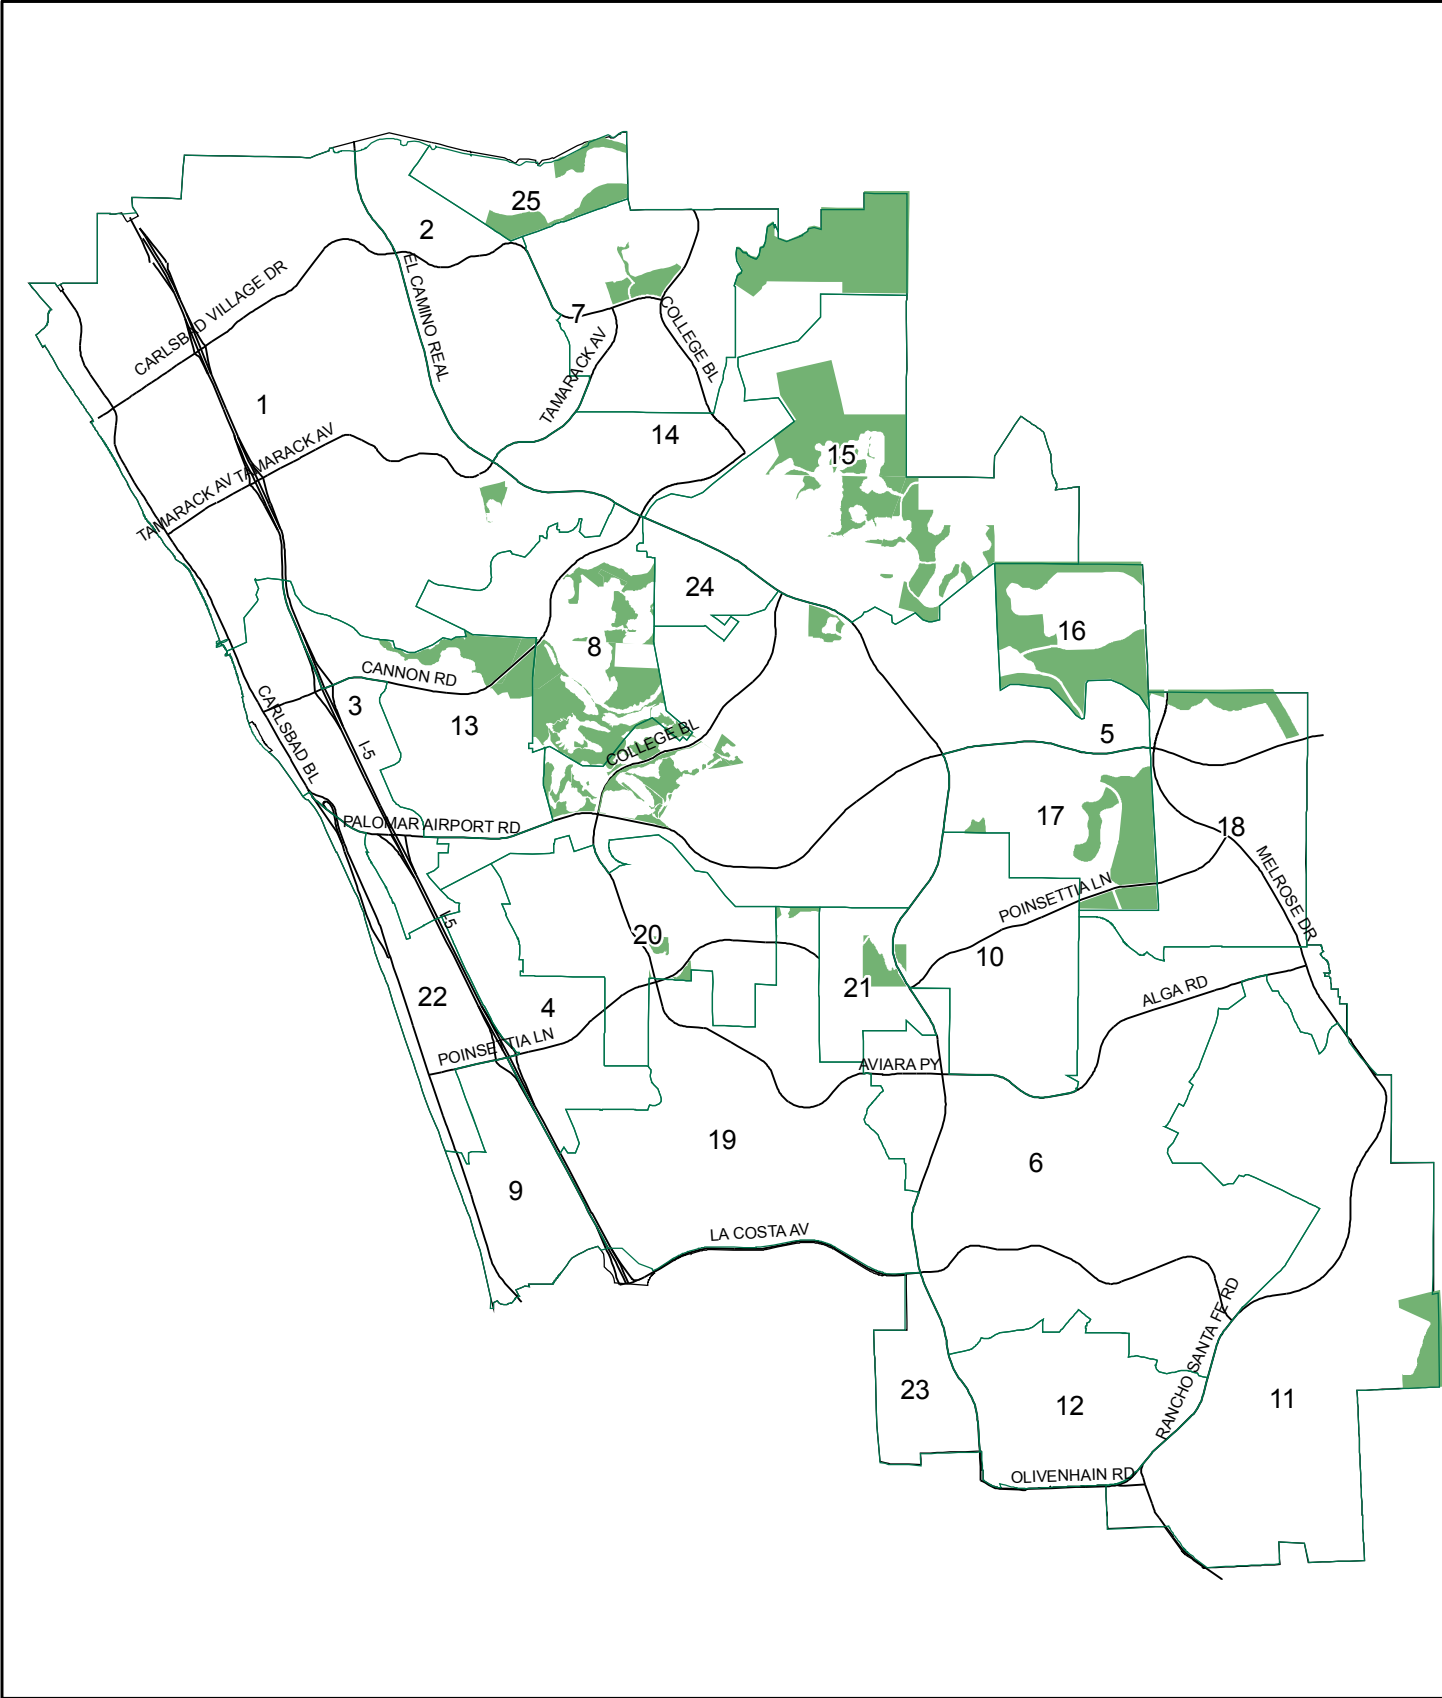 25
2
CARLSBAD VILLAGE DR
EL CAMINO REAL
7
COLLEGE BL
TAMARACK AV
1
14
TAMARACK AV
TAMARACK AV
15
24
16
8
CANNON RD
3
13
CARLSBAD BL
I-5
COLLEGE BL
5
PALOMAR AIRPORT RD
17
18
MELROSE DR
POINSETTIA LN
I-5
20
10
21
22
4
ALGA RD
POINSETTIA LN
AVIARA PY
19
6
9
LA COSTA AV
RANCHO SANTA FE RD
23
12
11
OLIVENHAIN RD